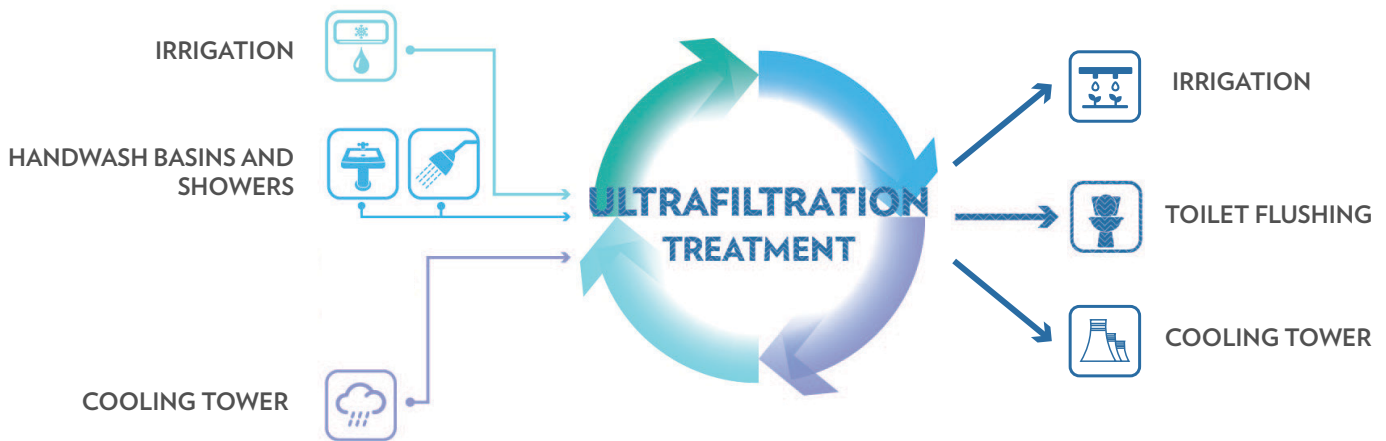 IRRIGATION
HANDWASH BASINS AND
SHOWERS
COOLING TOWER
ULTRAFILTRATION
TREATMENT
IRRIGATION
TOILET FLUSHING
COOLING TOWER